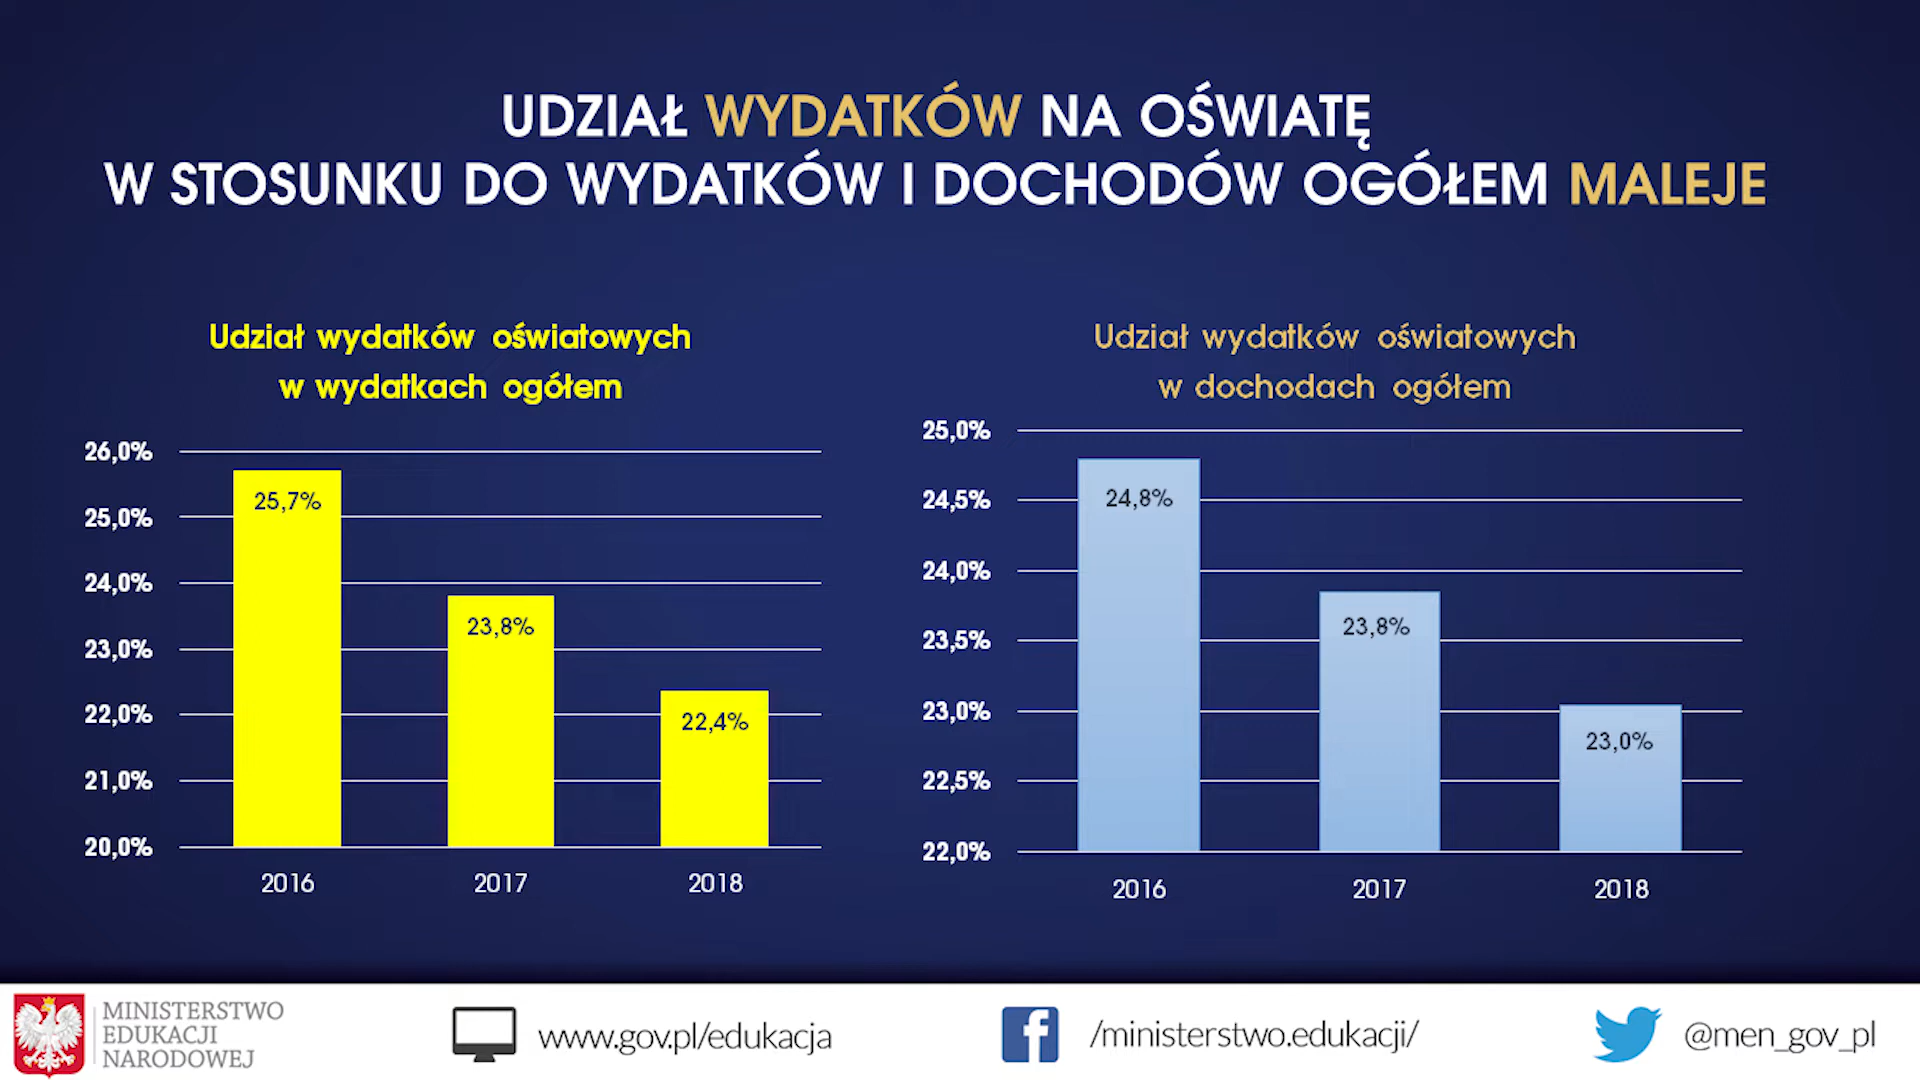 UDZIAŁ WYDATKÓW NA OŚWIATĘ
W STOSUNKU DO WYDATKÓW I DOCHODÓW OGÓŁEM MALEJE
Udział wydatków oświatowych
w wydatkach ogółem
26,0%
25,0%
24,0%
23,0%
22,0%
21,0%
20,0%
25,7%
23,8%
22,4%
2016
2017
2018
Udział wydatków oświatowych
w dochodach ogółem
25,0%
24,5%
24,0%
23,5%
23,0%
22,5%
22,0%
24,8%
23,8%
23,0%
2016
2017
2018
MINISTERSTWO
EDUKACJI
NARODOWEJ
www.gov.pl/edukacja
/ministerstwo.edukacji/
@men_gov_pl